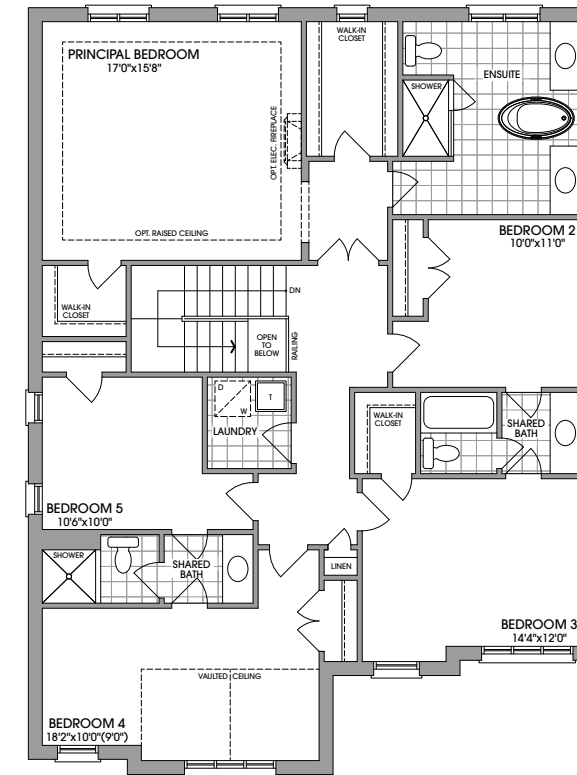 WALK-IN
CLOSET
PRINCIPAL BEDROOM
17'0"x15'8"
ENSUITE
SHOWER
OPT. ELEC. FIREPLACE
OPT. RAISED CEILING
BEDROOM 2
10'0"x11'0"
DN
WALK-IN
CLOSET
OPEN
TO
BELOW
RAILING
D
W
T
LAUNDRY
WALK-IN
CLOSET
SHARED
BATH
BEDROOM 5
10'6"x10'0"
SHOWER
SHARED
BATH
LINEN
BEDROOM 3
14'4"x12'0"
VAULTED CEILING
BEDROOM 4
18'2"x10'0"(9'0")